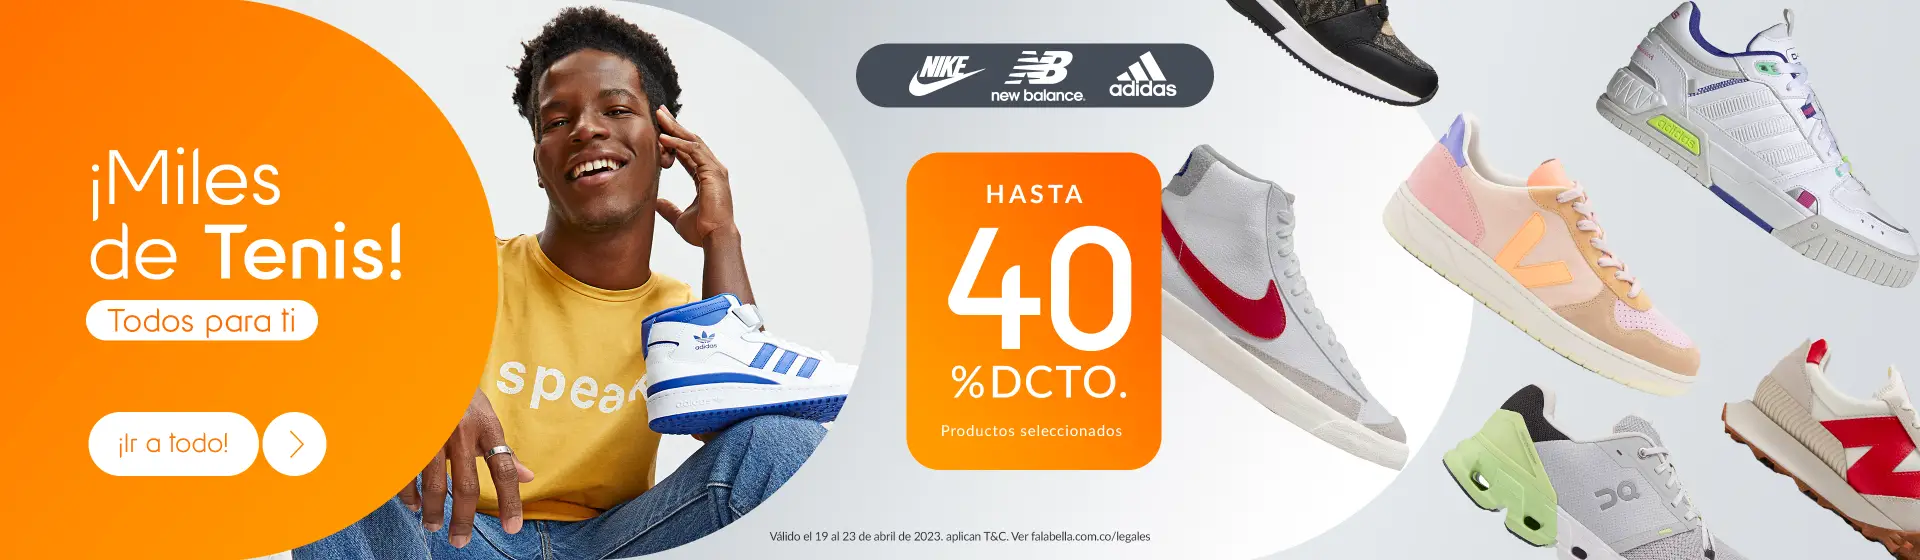 ¡Miles
de Tenis!
Todos para ti
¡Ir a todo!
speak
adidas
NIKE
new balance
adidas
HASTA
40
%DCTO.
Productos seleccionados
adidas
Válido el 19 al 23 de abril de 2023. aplican T&C. Ver falabella.com.co/legales